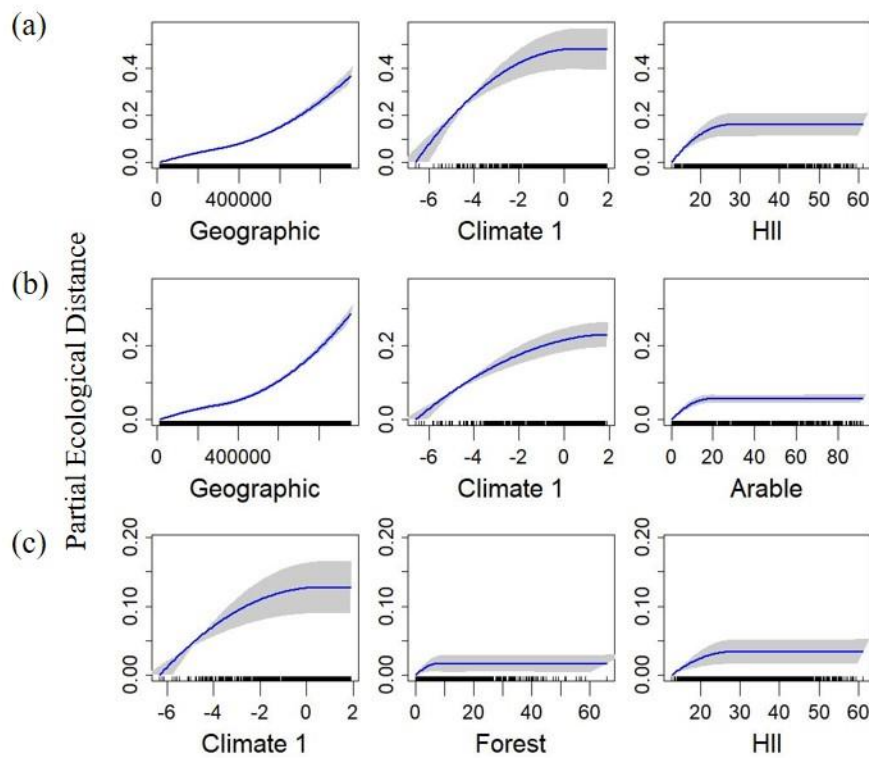 Partial Ecological Distance
(a)
0.0 0.2 0.4
400000
Geographic
0.0 0.2 0.4
-6 -4 -2 0 2
Climate 1
0.0 0.2 0.4
20 30 40 50 60
HII
(b)
0.0 0.2
400000
Geographic
0.0 0.2
-6 -4 -2 0 2
Climate 1
0.0 0.2
0 20 40 60 80
Arable
(c)
0.00 0.10 0.20
-6 -4 -2 0 2
Climate 1
0.00 0.10 0.20
0 20 40 60
Forest
0.00 0.10 0.20
20 30 40 50 60
HII